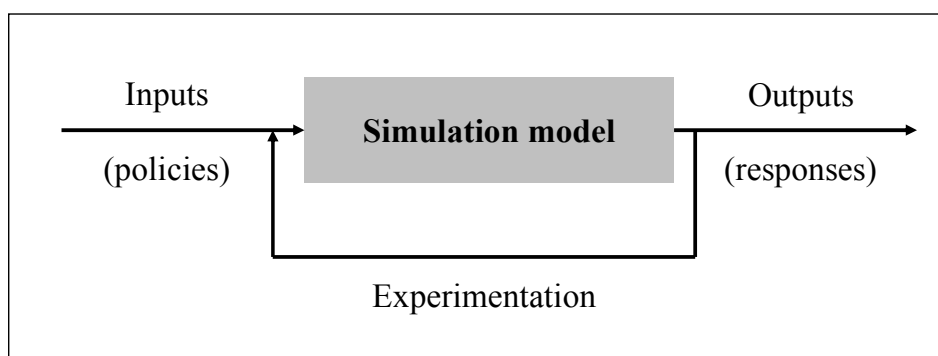 Inputs
Outputs
Simulation model
(policies)
(responses)
Experimentation